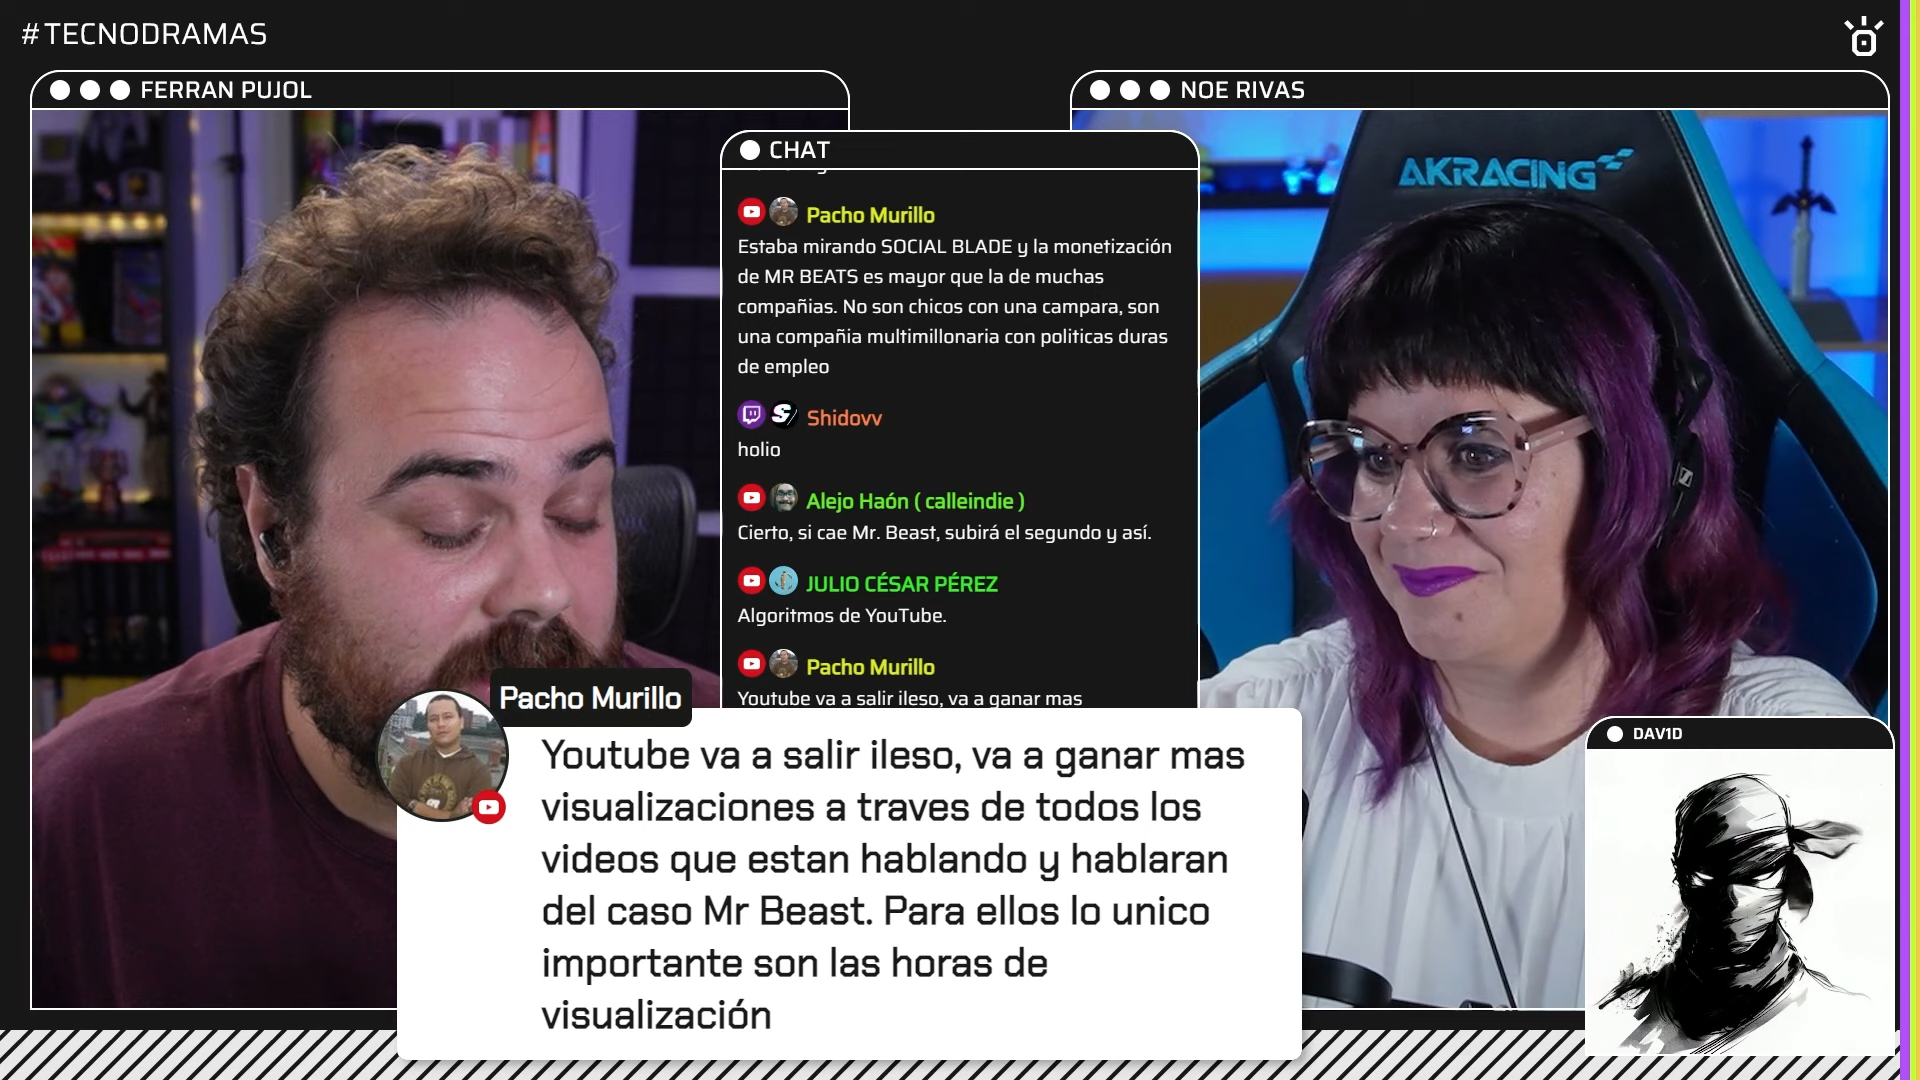 #TECNODRAMAS
FERRAN PUJOL
NOE RIVAS
AKRACING
CHAT
Pacho Murillo
Estaba mirando SOCIAL BLADE y la monetización
de MR BEATS es mayor que la de muchas
compañias. No son chicos con una campara, son
una compañia multimillonaria con politicas duras
de empleo
Shidovv
holio
Alejo Haón ( calleindie )
Cierto, si cae Mr. Beast, subirá el segundo y así.
JULIO CÉSAR PÉREZ
Algoritmos de YouTube.
Pacho Murillo
Youtube va a salir ileso, va a ganar mas
Pacho Murillo
Youtube va a salir ileso, va a ganar mas
visualizaciones a traves de todos los
videos que estan hablando y hablaran
del caso Mr Beast. Para ellos lo unico
importante son las horas de
visualización
DAV1D